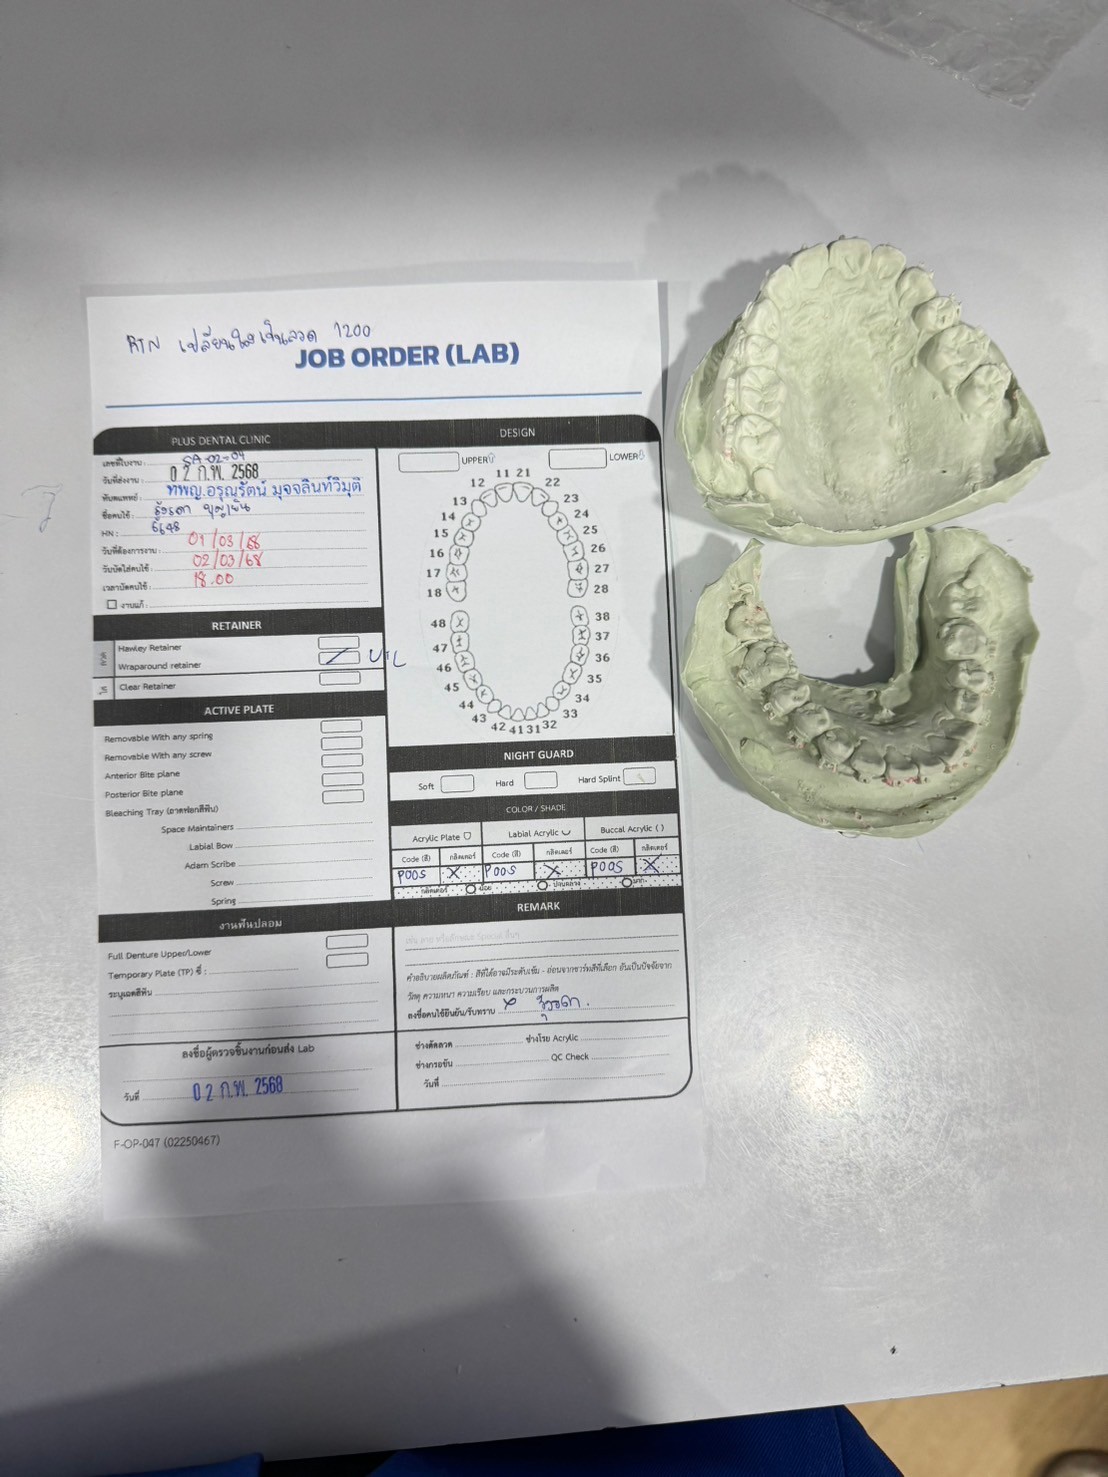 RTN เปลี่ยนใส เป็นลวด 1200
JOB ORDER (LAB)
PLUS DENTAL CLINIC
เลขที่ใบงาน : SA-02-04
วันที่ส่งงาน : 02 ก.พ. 2568
ทันตแพทย์ : ทพญ.อรุณรัตน์ มุจจลินท์วิมุติ
ชื่อคนไข้ :
HN : 6648
วันที่ต้องการงาน : 01/03/68
วันนัดใส่คนไข้ : 02/03/68
เวลานัดคนไข้ : 18.00
งานแก้ :
RETAINER
Hawley Retainer
Wraparound retainer U+L
Clear Retainer
ACTIVE PLATE
Removable With any spring
Removable With any screw
Anterior Bite plane
Posterior Bite plane
Bleaching Tray (ถาดฟอกสีฟัน)
Space Maintainers
Labial Bow
Adam Scribe
Screw
Spring
งานฟันปลอม
Full Denture Upper/Lower
Temporary Plate (TP) ซี่ :
ระบุเฉดสีฟัน
ลงชื่อผู้ตรวจชิ้นงานก่อนส่ง Lab
วันที่ 02 ก.พ. 2568
F-OP-047 (02250467)
DESIGN
UPPER LOWER
11 21
12 22
13 23
14 24
15 25
16 26
17 27
18 28
48 38
47 37
46 36
45 35
44 34
43 33
42 41 31 32
NIGHT GUARD
Soft Hard Hard Splint
COLOR / SHADE
Acrylic Plate Labial Acrylic Buccal Acrylic ( )
Code (สี) กลิตเตอร์ Code (สี) กลิตเตอร์ Code (สี) กลิตเตอร์
P005 X P005 X P005 X
กลิตเตอร์ น้อย ปานกลาง มาก
REMARK
คำอธิบายผลิตภัณฑ์ : สีที่ได้อาจมีระดับเข้ม - อ่อนจากชาร์ทสีที่เลือก อันเป็นปัจจัยจาก
วัสดุ ความหนา ความเรียบ และกระบวนการผลิต
ลงชื่อคนไข้ยืนยัน/รับทราบ x
ช่างดัดลวด ช่างโรย Acrylic
ช่างกรอขัด QC Check
วันที่